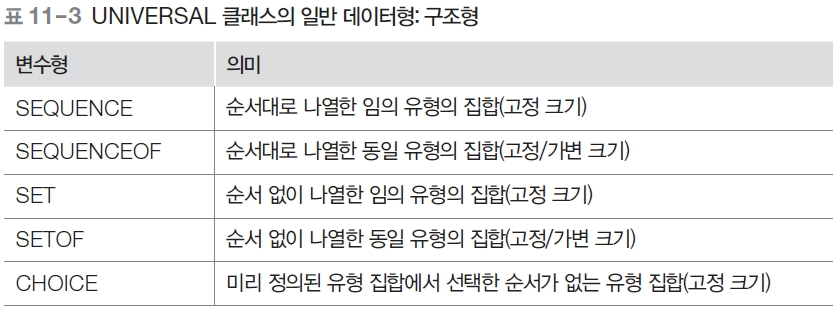 표 11-3 UNIVERSAL 클래스의 일반 데이터형: 구조형
변수형 의미
SEQUENCE 순서대로 나열한 임의 유형의 집합(고정 크기)
SEQUENCEOF 순서대로 나열한 동일 유형의 집합(고정/가변 크기)
SET 순서 없이 나열한 임의 유형의 집합(고정 크기)
SETOF 순서 없이 나열한 동일 유형의 집합(고정/가변 크기)
CHOICE 미리 정의된 유형 집합에서 선택한 순서가 없는 유형 집합(고정 크기)